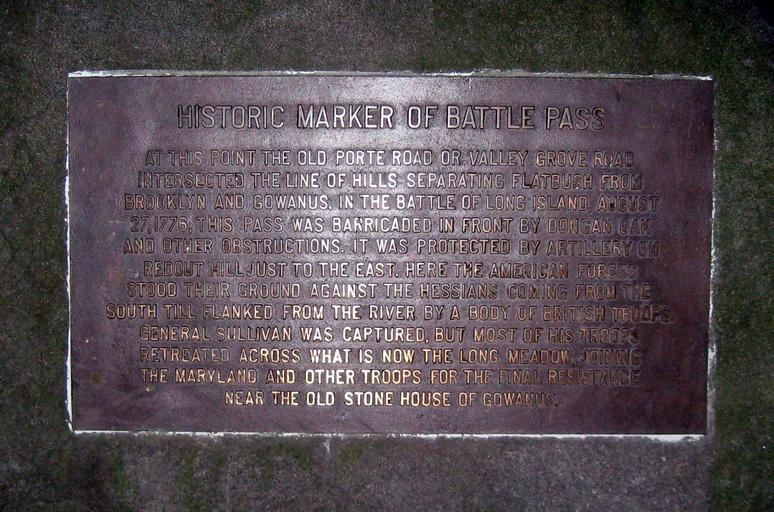 HISTORIC MARKER OF BATTLE PASS
AT THIS POINT THE OLD PORTE ROAD OR VALLEY GROVE ROAD
INTERSECTED THE LINE OF HILLS SEPARATING FLATBUSH FROM
BROOKLYN AND GOWANUS. IN THE BATTLE OF LONG ISLAND, AUGUST
27, 1776, THIS PASS WAS BARRICADED IN FRONT BY DONGAN OAK
AND OTHER OBSTRUCTIONS. IT WAS PROTECTED BY ARTILLERY ON
REDOUT HILL JUST TO THE EAST. HERE THE AMERICAN FORCES
STOOD THEIR GROUND AGAINST THE HESSIANS COMING FROM THE
SOUTH TILL FLANKED FROM THE RIVER BY A BODY OF BRITISH TROOPS.
GENERAL SULLIVAN WAS CAPTURED, BUT MOST OF HIS TROOPS
RETREATED ACROSS WHAT IS NOW THE LONG MEADOW, JOINING
THE MARYLAND AND OTHER TROOPS FOR THE FINAL RESISTANCE
NEAR THE OLD STONE HOUSE OF GOWANUS.